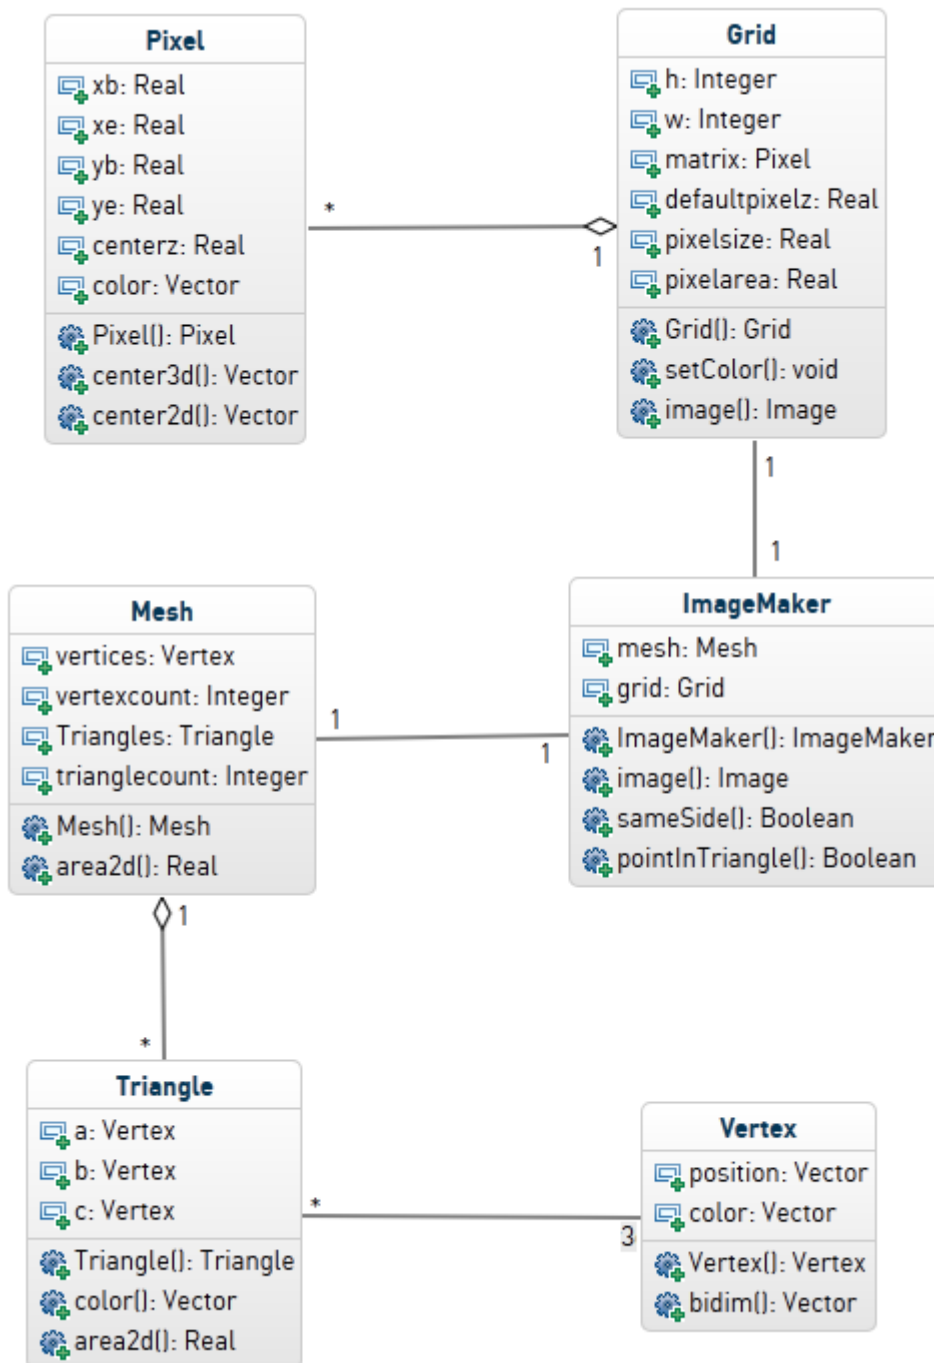 Pixel
xb: Real
xe: Real
yb: Real
ye: Real
centerz: Real
color: Vector
Pixel(): Pixel
center3d(): Vector
center2d(): Vector
*
1
Grid
h: Integer
w: Integer
matrix: Pixel
defaultpixelz: Real
pixelsize: Real
pixelarea: Real
Grid(): Grid
setColor(): void
image(): Image
1
1
Mesh
vertices: Vertex
vertexcount: Integer
Triangles: Triangle
trianglecount: Integer
Mesh(): Mesh
area2d(): Real
1
1
ImageMaker
mesh: Mesh
grid: Grid
ImageMaker(): ImageMaker
image(): Image
sameSide(): Boolean
pointInTriangle(): Boolean
1
*
Triangle
a: Vertex
b: Vertex
c: Vertex
Triangle(): Triangle
color(): Vector
area2d(): Real
*
3
Vertex
position: Vector
color: Vector
Vertex(): Vertex
bidim(): Vector